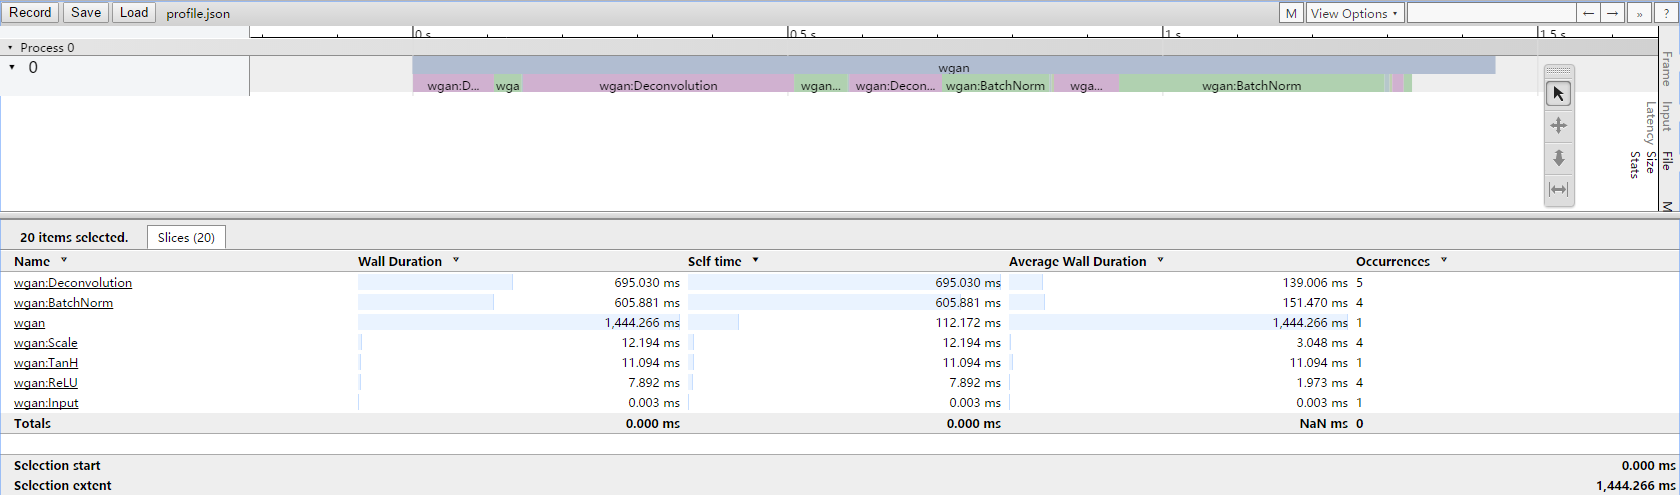 Record Save Load profile.json M View Options ← → » ?
0 s 0.5 s 1 s 1.5 s
Process 0
0
wgan
wgan:D... wgan wgan:Deconvolution wgan... wgan:Decon... wgan:BatchNorm wga... wgan:BatchNorm
Frame
Input Latency
File Size Stats
M
20 items selected. Slices (20)
Name Wall Duration Self time Average Wall Duration Occurrences
wgan:Deconvolution 695.030 ms 695.030 ms 139.006 ms 5
wgan:BatchNorm 605.881 ms 605.881 ms 151.470 ms 4
wgan 1,444.266 ms 112.172 ms 1,444.266 ms 1
wgan:Scale 12.194 ms 12.194 ms 3.048 ms 4
wgan:TanH 11.094 ms 11.094 ms 11.094 ms 1
wgan:ReLU 7.892 ms 7.892 ms 1.973 ms 4
wgan:Input 0.003 ms 0.003 ms 0.003 ms 1
Totals 0.000 ms 0.000 ms NaN ms 0
Selection start 0.000 ms
Selection extent 1,444.266 ms